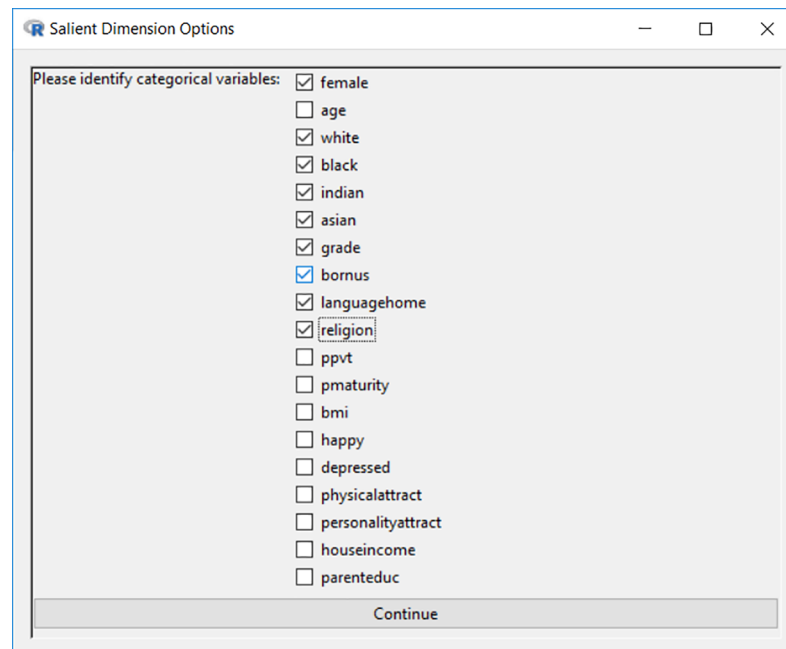 R Salient Dimension Options
Please identify categorical variables: female
age
white
black
indian
asian
grade
bornus
languagehome
religion
ppvt
pmaturity
bmi
happy
depressed
physicalattract
personalityattract
houseincome
parenteduc
Continue